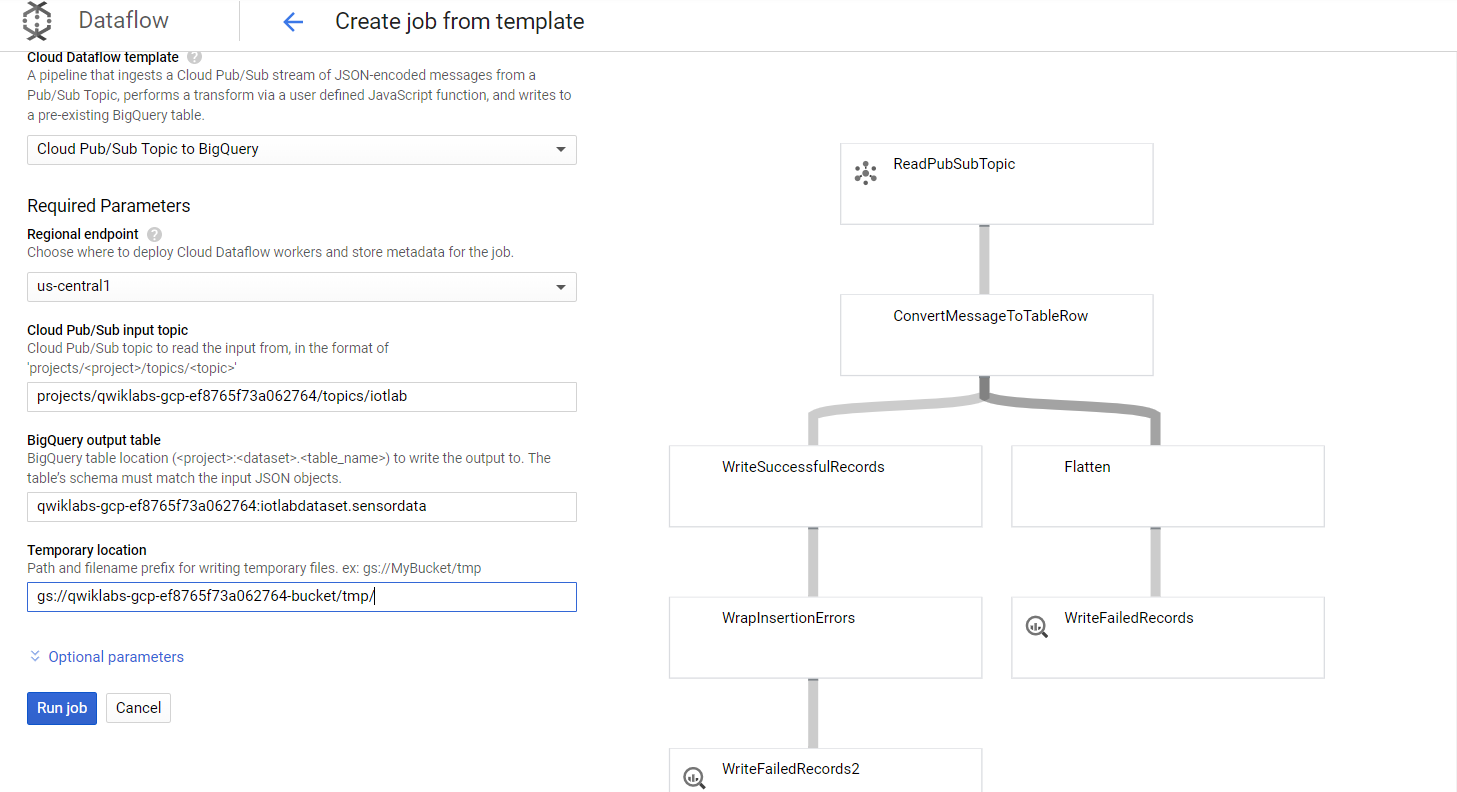 Dataflow
Create job from template
Cloud Dataflow template ?
A pipeline that ingests a Cloud Pub/Sub stream of JSON-encoded messages from a
Pub/Sub Topic, performs a transform via a user defined JavaScript function, and writes to
a pre-existing BigQuery table.
Cloud Pub/Sub Topic to BigQuery
Required Parameters
Regional endpoint ?
Choose where to deploy Cloud Dataflow workers and store metadata for the job.
us-central1
Cloud Pub/Sub input topic
Cloud Pub/Sub topic to read the input from, in the format of
'projects/<project>/topics/<topic>'
projects/qwiklabs-gcp-ef8765f73a062764/topics/iotlab
BigQuery output table
BigQuery table location (<project>:<dataset>.<table_name>) to write the output to. The
table's schema must match the input JSON objects.
qwiklabs-gcp-ef8765f73a062764:iotlabdataset.sensordata
Temporary location
Path and filename prefix for writing temporary files. ex: gs://MyBucket/tmp
gs://qwiklabs-gcp-ef8765f73a062764-bucket/tmp/
Optional parameters
Run job
Cancel
ReadPubSubTopic
ConvertMessageToTableRow
WriteSuccessfulRecords
Flatten
WrapInsertionErrors
WriteFailedRecords
WriteFailedRecords2